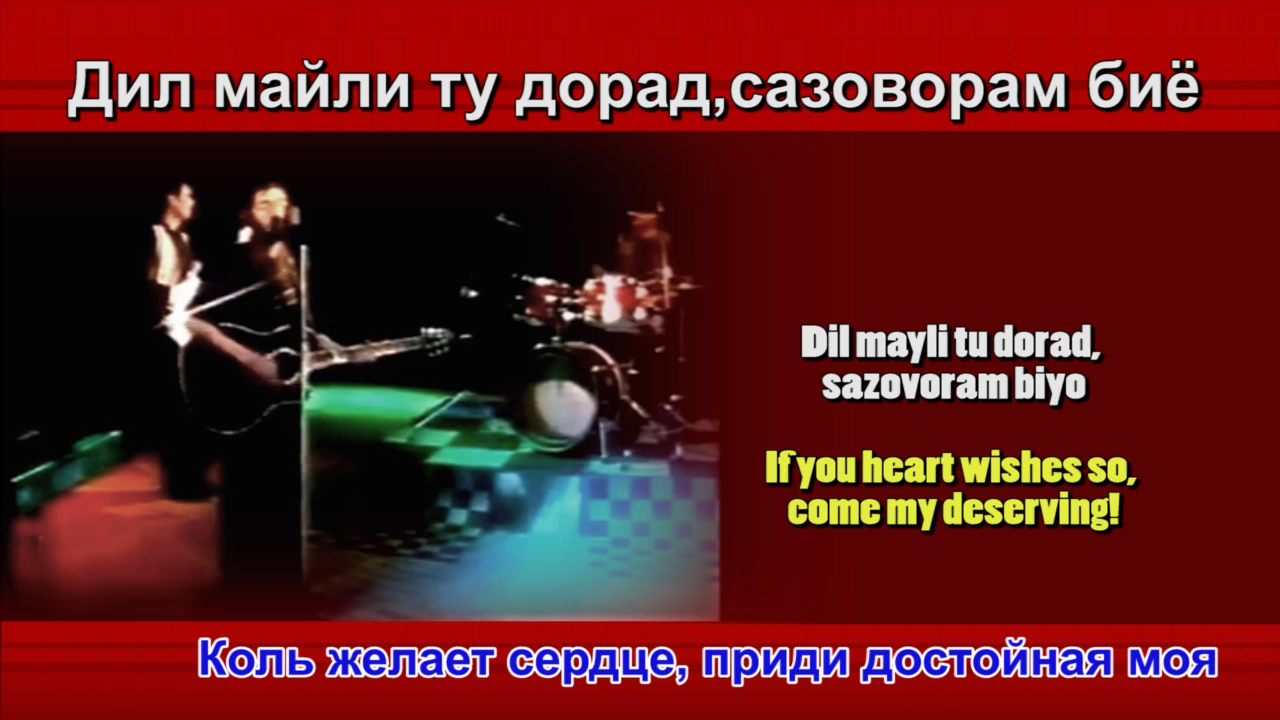 Дил майли ту дорад,сазоворам биё
Dil mayli tu dorad,
sazovoram biyo
If you heart wishes so,
come my deserving!
Коль желает сердце, приди достойная моя